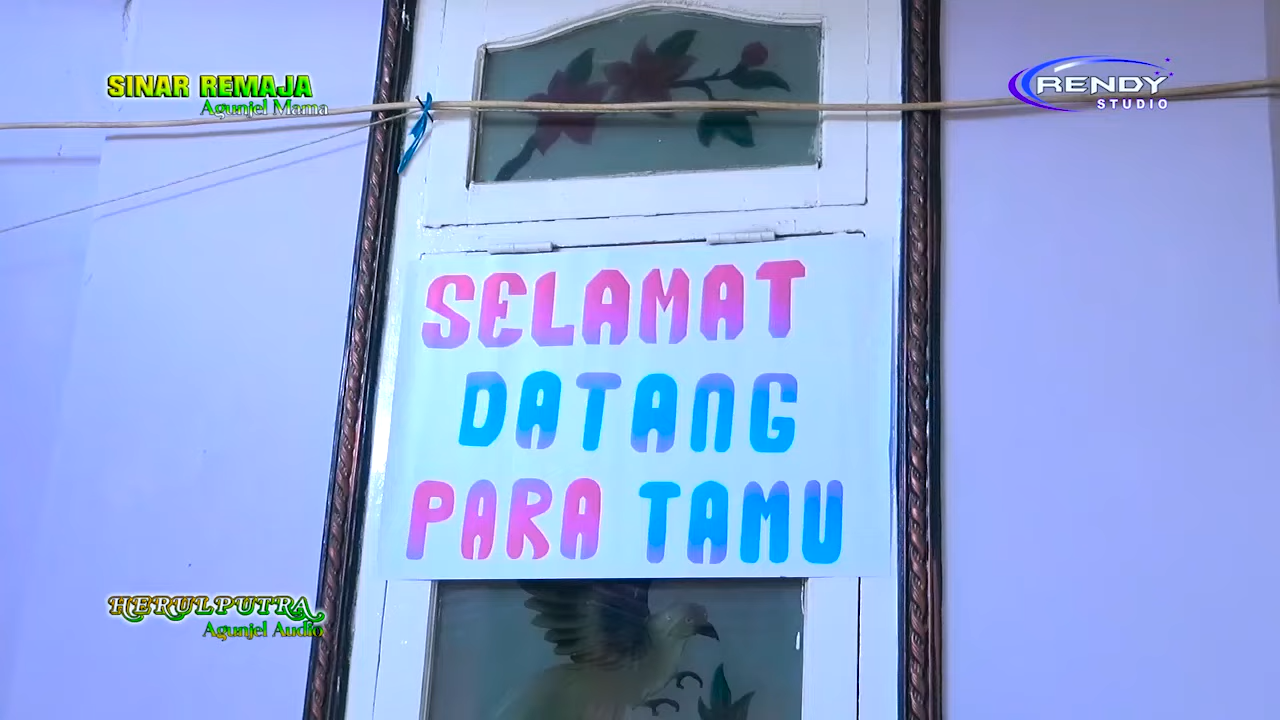 SINAR REMAJA
Agunjel Mama
RENDY
STUDIO
SELAMAT
DATANG
PARA TAMU
HERULPUTRA
Agunjel Audio